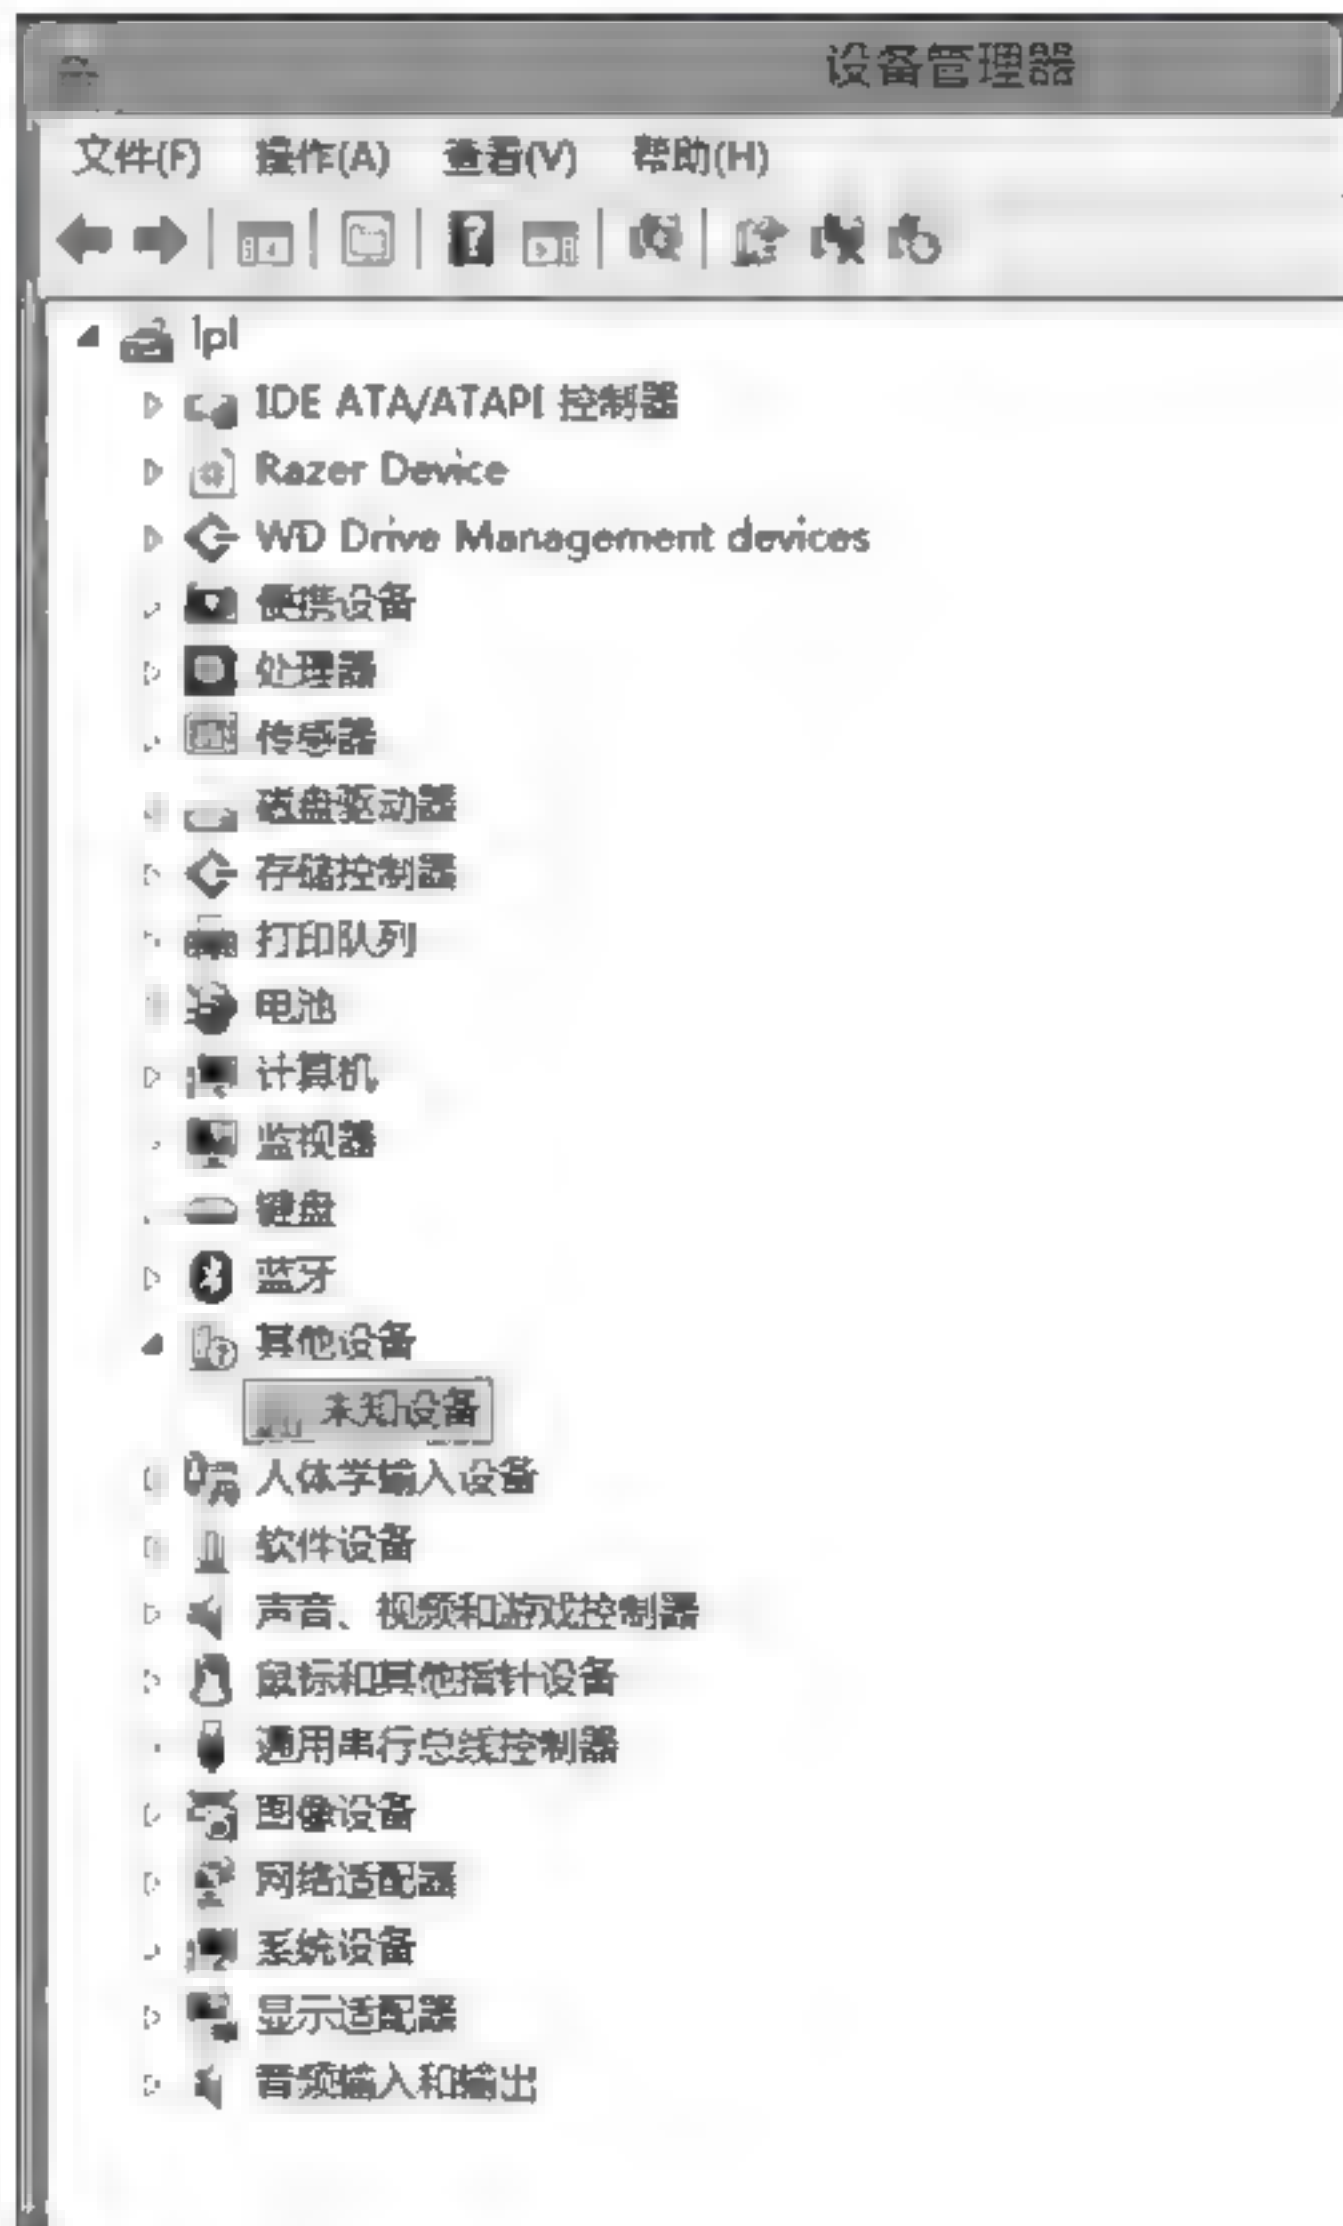 设备管理器
文件(F) 操作(A) 查看(V) 帮助(H)
lpl
IDE ATA/ATAPI 控制器
Razer Device
WD Drive Management devices
便携设备
处理器
传感器
磁盘驱动器
存储控制器
打印队列
电池
计算机
监视器
键盘
蓝牙
其他设备
未知设备
人体学输入设备
软件设备
声音、视频和游戏控制器
鼠标和其他指针设备
通用串行总线控制器
图像设备
网络适配器
系统设备
显示适配器
音频输入和输出